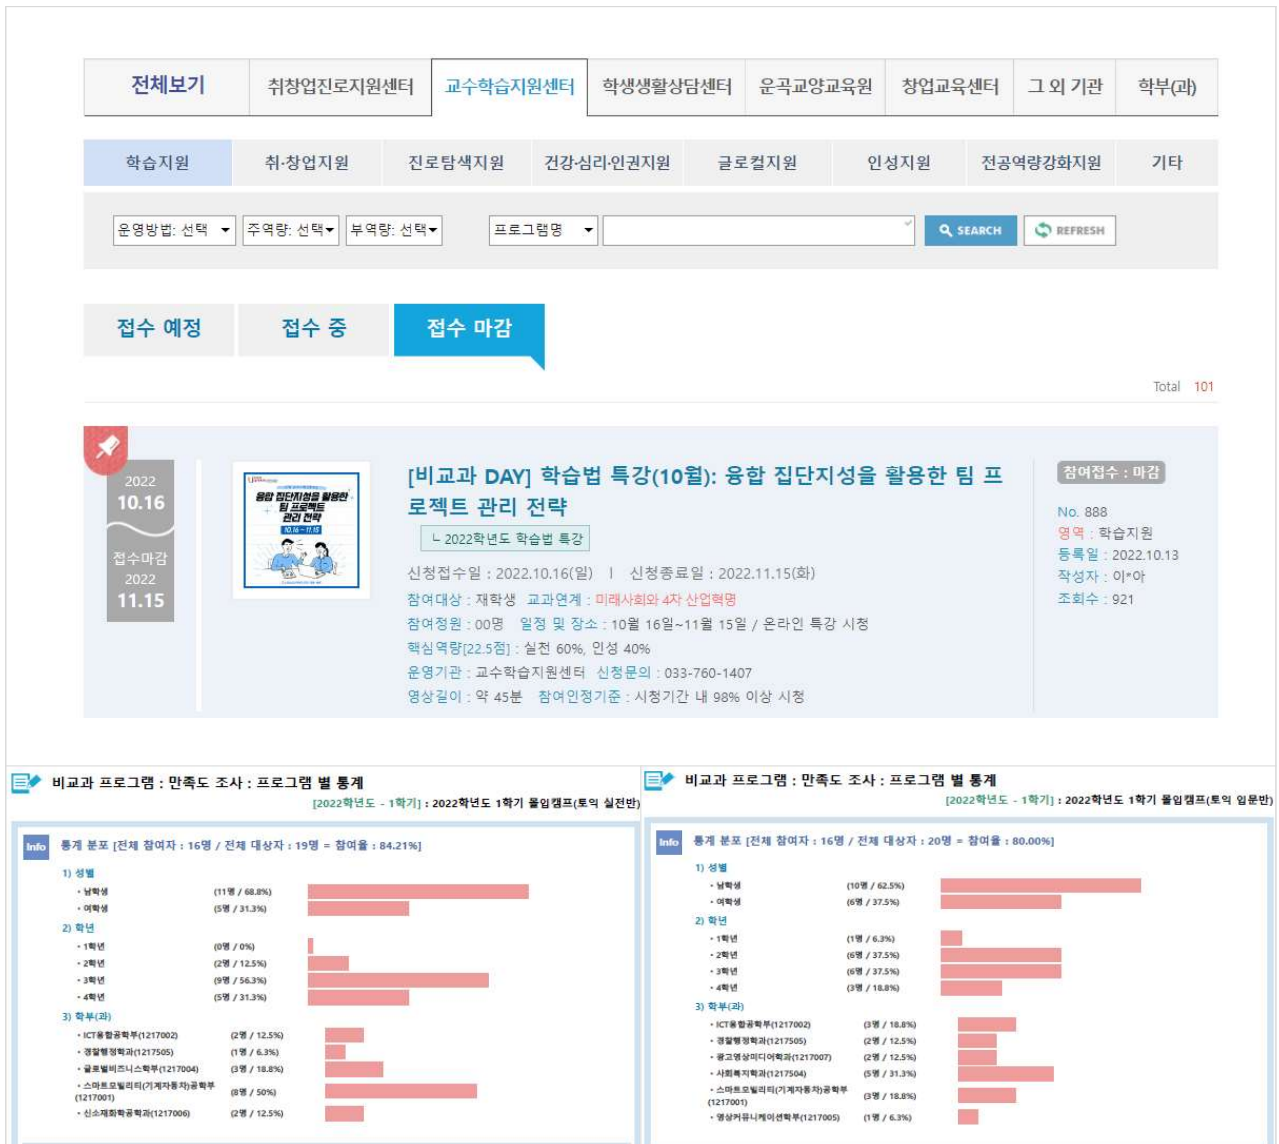 전체보기 취창업진로지원센터 교수학습지원센터 학생생활상담센터 운곡교양교육원 창업교육센터 그 외 기관 학부(과)
학습지원 취·창업지원 진로탐색지원 건강·심리·인권지원 글로컬지원 인성지원 전공역량강화지원 기타
운영방법: 선택 주역량: 선택 부역량: 선택 프로그램명 SEARCH REFRESH
접수 예정 접수 중 접수 마감
Total 101
2022
10.16
접수마감
2022
11.15
융합 집단지성을 활용한
팀 프로젝트
관리 전략
10.16 ~ 11.15
[비교과 DAY] 학습법 특강(10월): 융합 집단지성을 활용한 팀 프
로젝트 관리 전략
ㄴ 2022학년도 학습법 특강
신청접수일 : 2022.10.16(일) ㅣ 신청종료일 : 2022.11.15(화)
참여대상 : 재학생 교과연계 : 미래사회와 4차 산업혁명
참여정원 : 00명 일정 및 장소 : 10월 16일~11월 15일 / 온라인 특강 시청
핵심역량[22.5점] : 실천 60%, 인성 40%
운영기관 : 교수학습지원센터 신청문의 : 033-760-1407
영상길이 : 약 45분 참여인정기준 : 시청기간 내 98% 이상 시청
참여접수 : 마감
No. 888
영역 : 학습지원
등록일 : 2022.10.13
작성자 : 이*아
조회수 : 921
비교과 프로그램 : 만족도 조사 : 프로그램 별 통계
[2022학년도 - 1학기] : 2022학년도 1학기 몰입캠프(토익 실전반)
Info 통계 분포 [전체 참여자 : 16명 / 전체 대상자 : 19명 = 참여율 : 84.21%]
1) 성별
· 남학생 (11명 / 68.8%)
· 여학생 (5명 / 31.3%)
2) 학년
· 1학년 (0명 / 0%)
· 2학년 (2명 / 12.5%)
· 3학년 (9명 / 56.3%)
· 4학년 (5명 / 31.3%)
3) 학부(과)
· ICT융합공학부(1217002) (2명 / 12.5%)
· 경찰행정학과(1217505) (1명 / 6.3%)
· 글로벌비즈니스학부(1217004) (3명 / 18.8%)
· 스마트모빌리티(기계자동차)공학부
(1217001) (8명 / 50%)
· 신소재화학공학과(1217006) (2명 / 12.5%)
비교과 프로그램 : 만족도 조사 : 프로그램 별 통계
[2022학년도 - 1학기] : 2022학년도 1학기 몰입캠프(토익 입문반)
Info 통계 분포 [전체 참여자 : 16명 / 전체 대상자 : 20명 = 참여율 : 80.00%]
1) 성별
· 남학생 (10명 / 62.5%)
· 여학생 (6명 / 37.5%)
2) 학년
· 1학년 (1명 / 6.3%)
· 2학년 (6명 / 37.5%)
· 3학년 (6명 / 37.5%)
· 4학년 (3명 / 18.8%)
3) 학부(과)
· ICT융합공학부(1217002) (3명 / 18.8%)
· 경찰행정학과(1217505) (2명 / 12.5%)
· 광고영상미디어학과(1217007) (2명 / 12.5%)
· 사회복지학과(1217504) (5명 / 31.3%)
· 스마트모빌리티(기계자동차)공학부
(1217001) (3명 / 18.8%)
· 영상커뮤니케이션학부(1217005) (1명 / 6.3%)